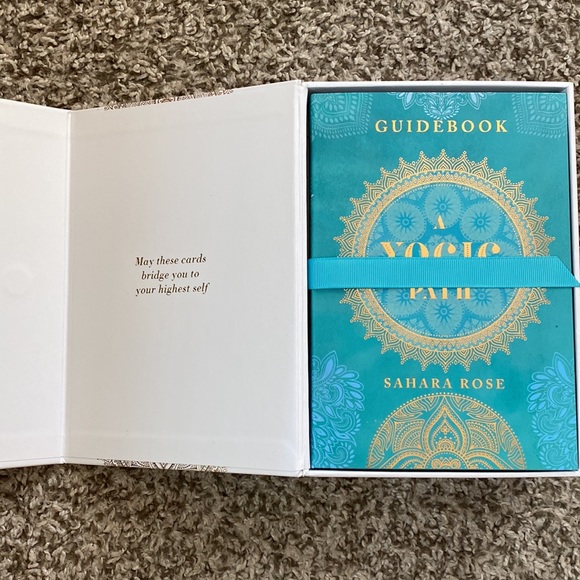 May these cards
bridge you to
your highest self
GUIDEBOOK
A
YOGIC
PATH
SAHARA ROSE